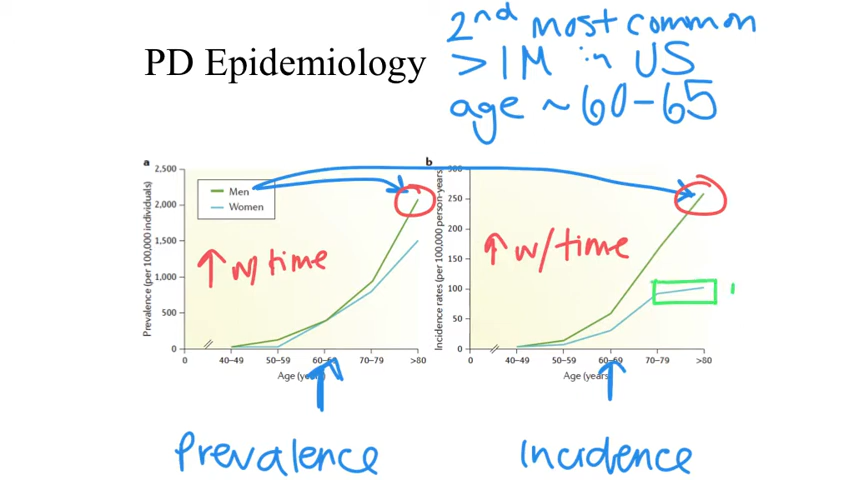 PD Epidemiology
2nd most common
>1M in US
age ~60-65
a
Prevalence (per 100,000 individuals)
2,500
2,000
1,500
1,000
500
0
Men
Women
↑ w/ time
0
40–49
50–59
60–69
70–79
>80
Age (years)
Prevalence
b
Incidence rates (per 100,000 person-years)
300
250
200
150
100
50
0
↑ w/time
0
40–49
50–59
60–69
70–79
>80
Age (years)
Incidence